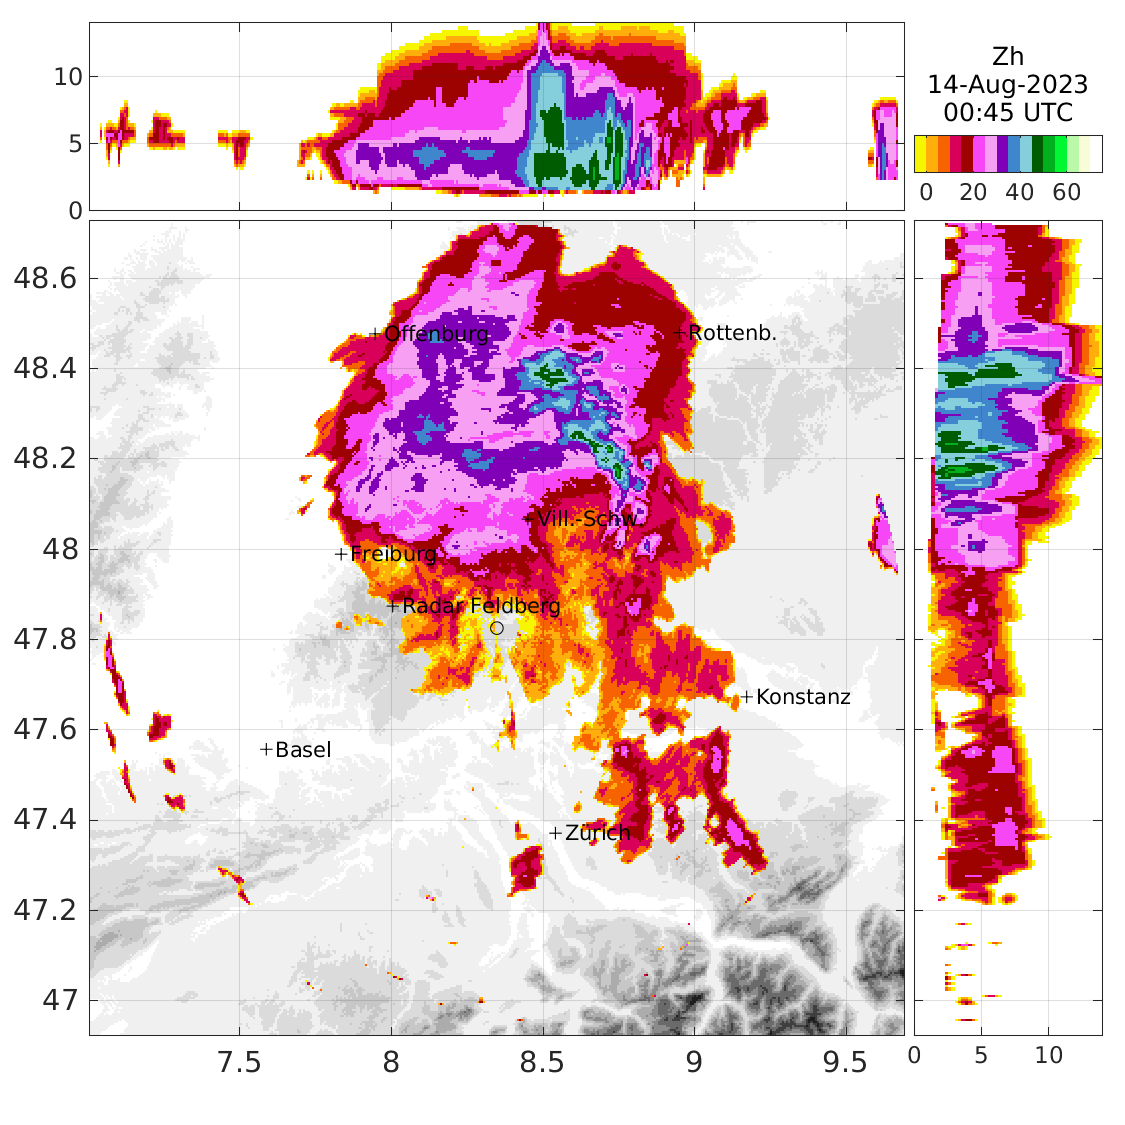 10
5
0
Zh
14-Aug-2023
00:45 UTC
0 20 40 60
48.6
48.4
48.2
48
47.8
47.6
47.4
47.2
47
+Offenburg
+Rottenb.
+Vill.-Schw.
+Freiburg
+Radar Feldberg
+Konstanz
+Basel
+Zürich
7.5 8 8.5 9 9.5
0 5 10